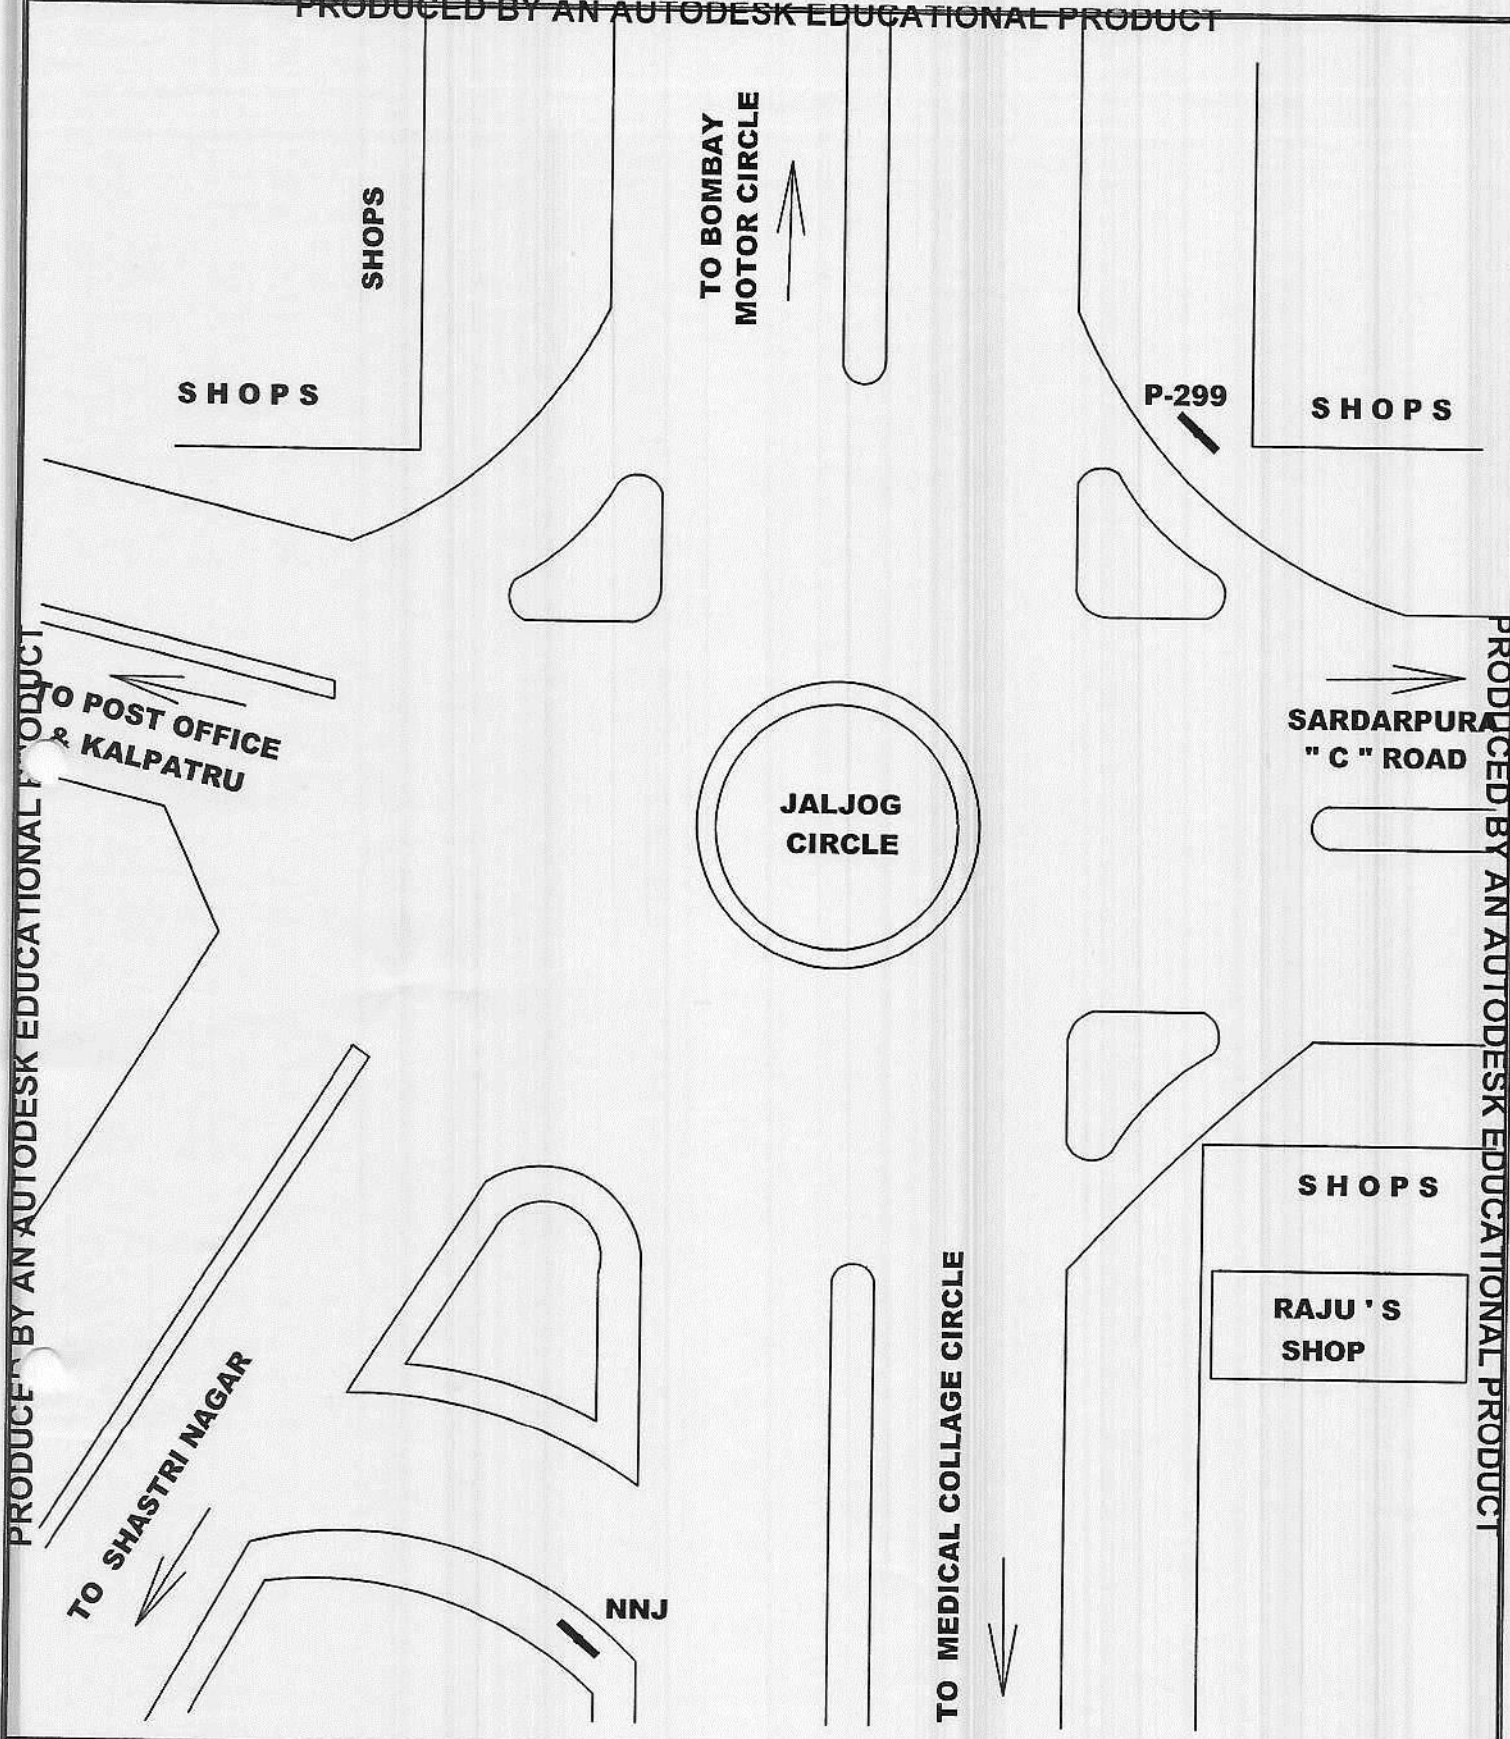 PRODUCED BY AN AUTODESK EDUCATIONAL PRODUCT
TO BOMBAY
MOTOR CIRCLE
SHOPS
SHOPS
P-299
SHOPS
TO POST OFFICE
& KALPATRU
SARDARPURA
" C " ROAD
JALJOG
CIRCLE
PRODUCED BY AN AUTODESK EDUCATIONAL PRODUCT
PRODUCED BY AN AUTODESK EDUCATIONAL PRODUCT
SHOPS
RAJU ' S
SHOP
TO SHASTRI NAGAR
TO MEDICAL COLLAGE CIRCLE
NNJ